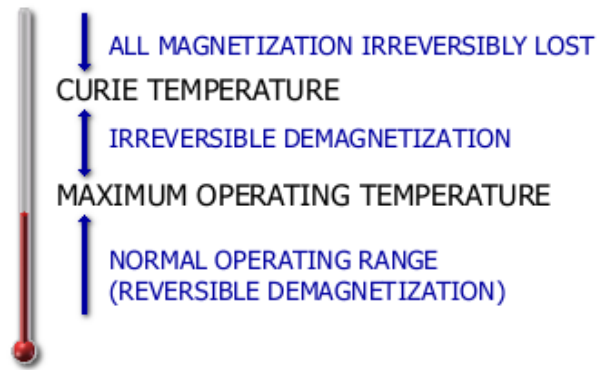 ALL MAGNETIZATION IRREVERSIBLY LOST
CURIE TEMPERATURE
IRREVERSIBLE DEMAGNETIZATION
MAXIMUM OPERATING TEMPERATURE
NORMAL OPERATING RANGE
(REVERSIBLE DEMAGNETIZATION)